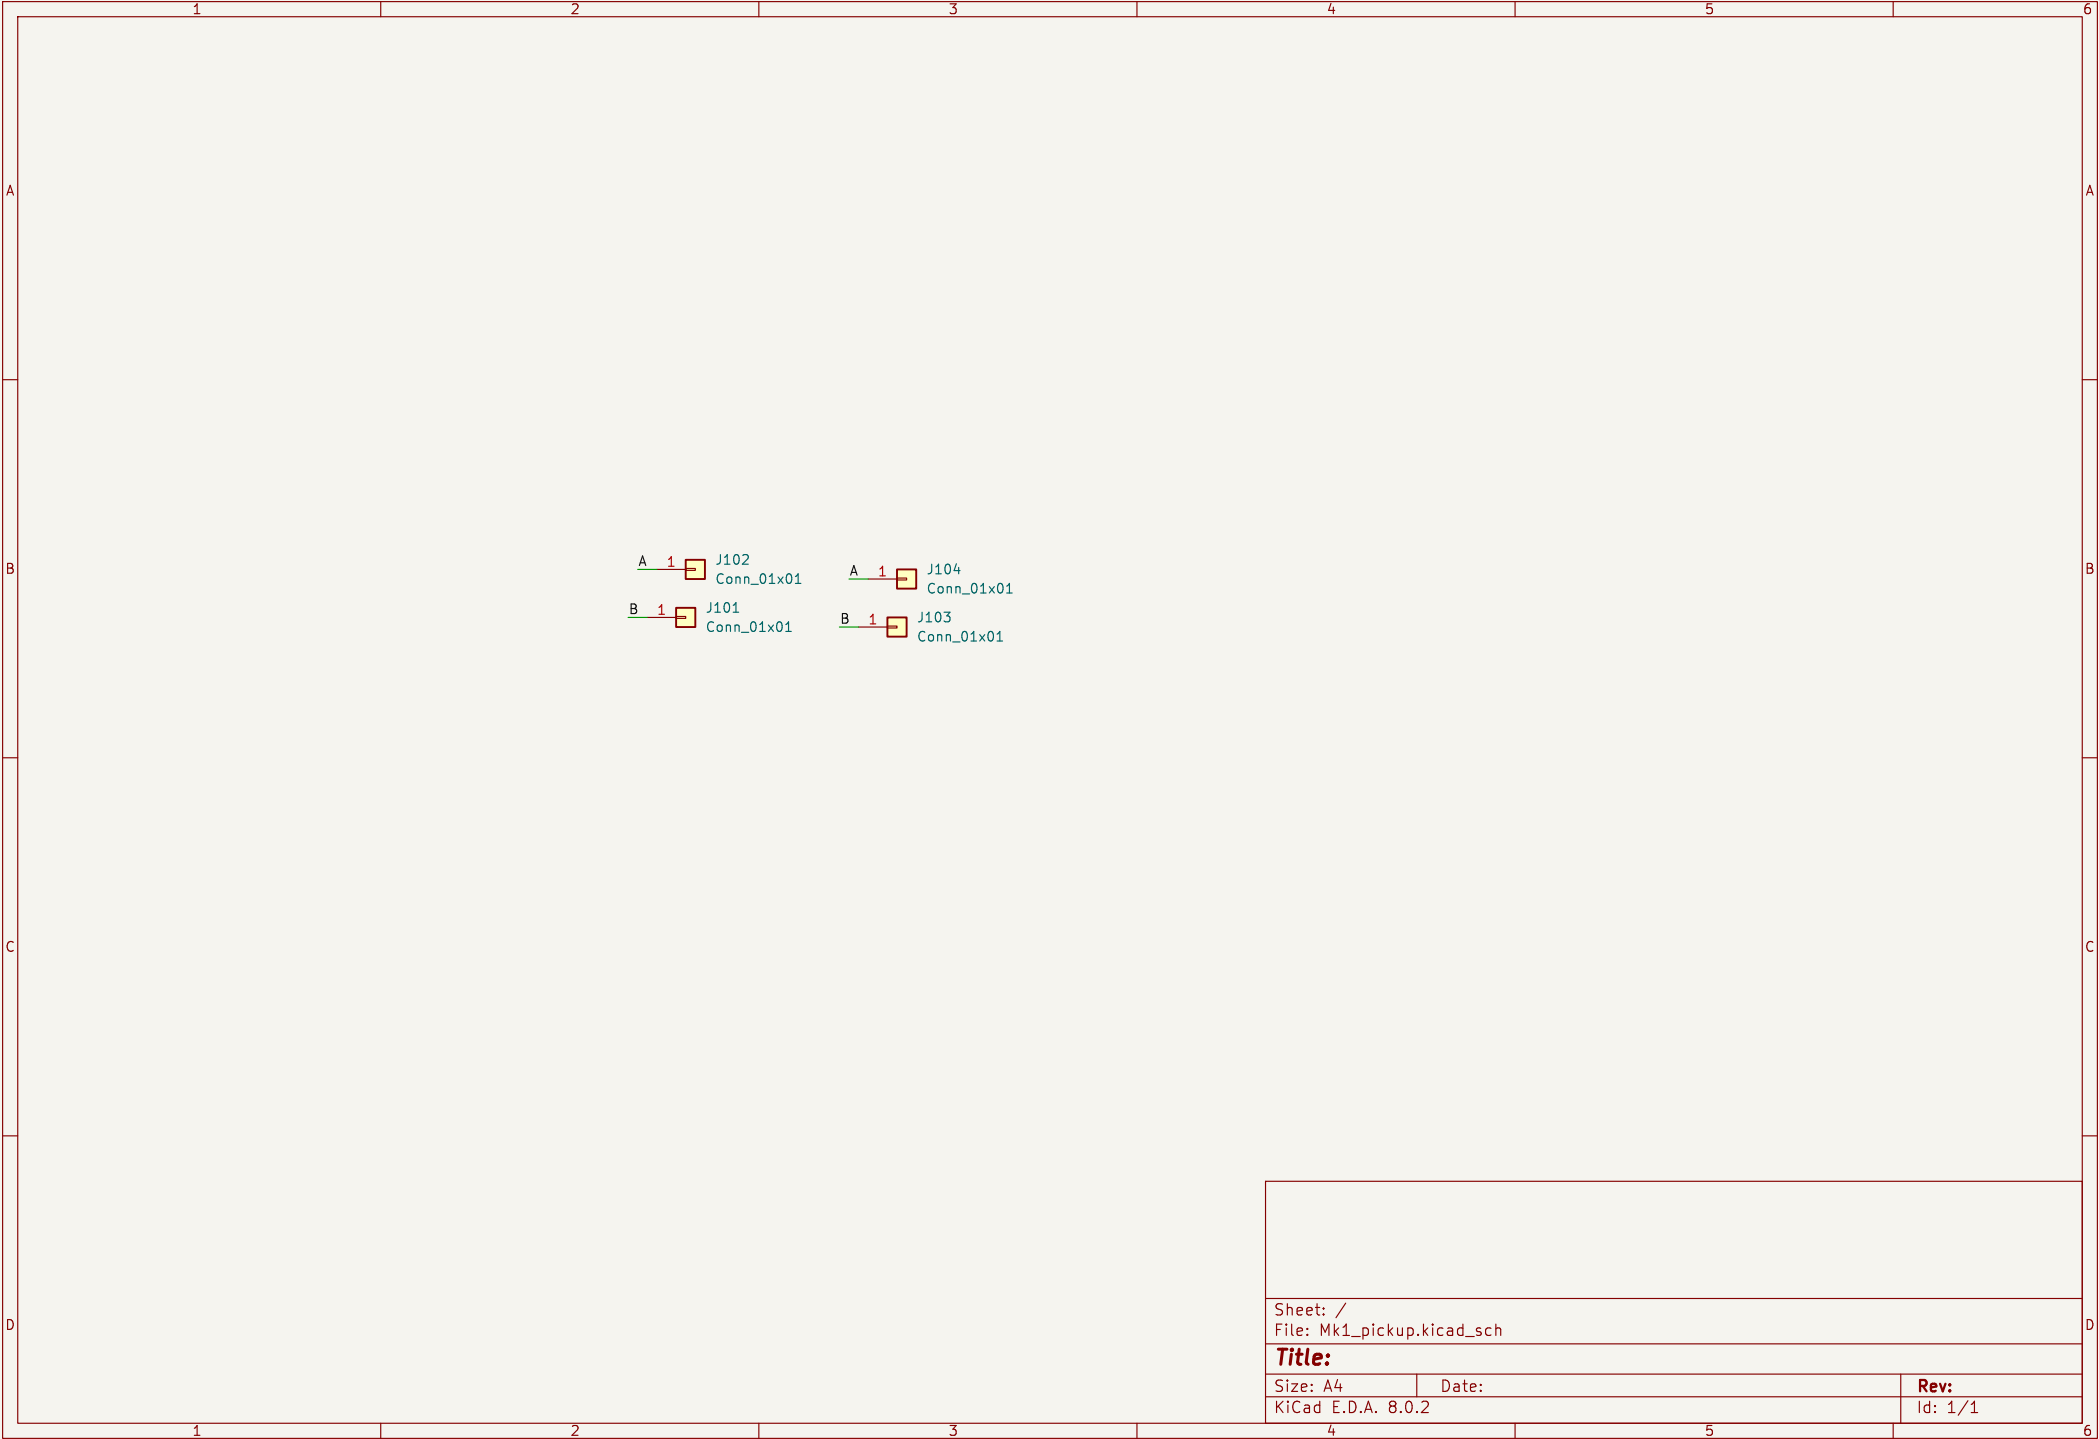 1 2 3 4 5 6
A A
B B
A 1 J102
Conn_01x01
A 1 J104
Conn_01x01
B 1 J101
Conn_01x01
B 1 J103
Conn_01x01
C C
Sheet: /
File: Mk1_pickup.kicad_sch
D D
Title:
Size: A4 Date: Rev:
KiCad E.D.A. 8.0.2 Id: 1/1
1 2 3 4 5 6